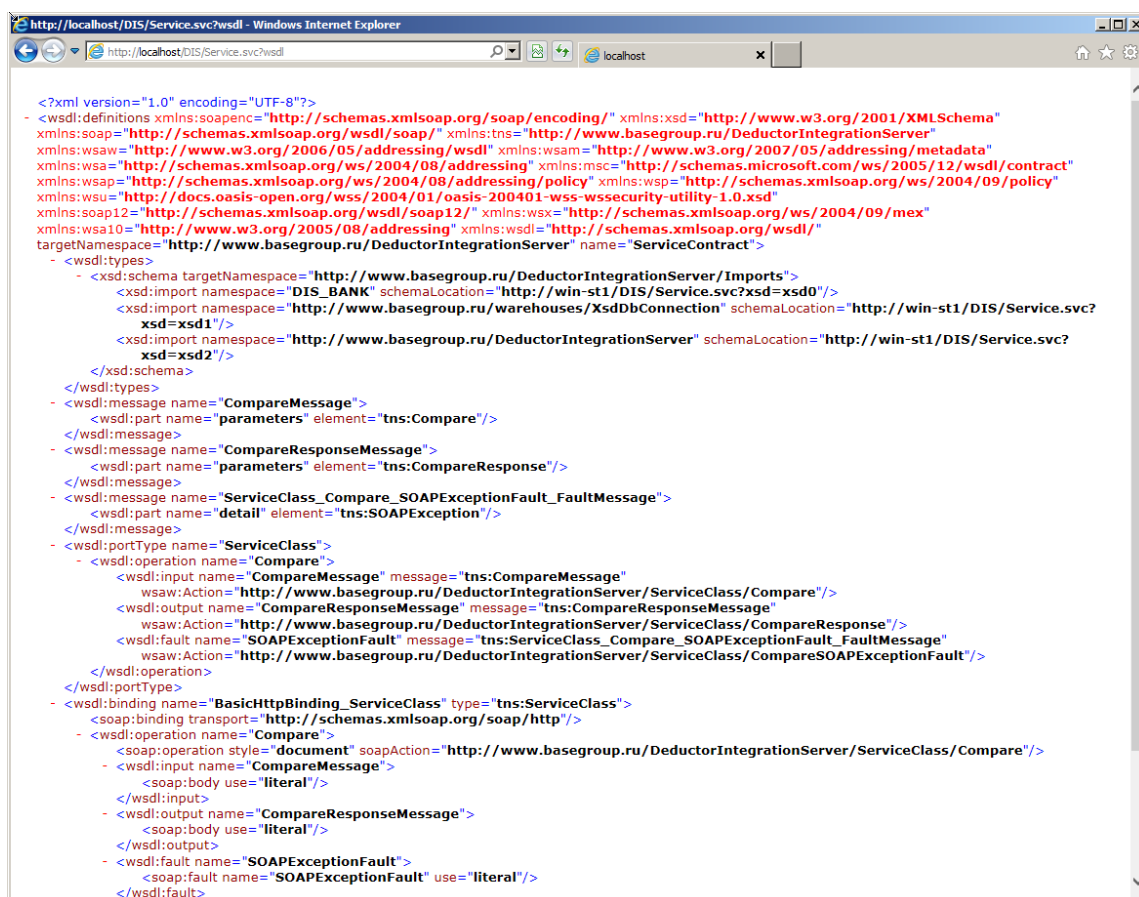 http://localhost/DIS/Service.svc?wsdl - Windows Internet Explorer
http://localhost/DIS/Service.svc?wsdl
localhost
<?xml version="1.0" encoding="UTF-8"?>
- <wsdl:definitions xmlns:soapenc="http://schemas.xmlsoap.org/soap/encoding/" xmlns:xsd="http://www.w3.org/2001/XMLSchema"
xmlns:soap="http://schemas.xmlsoap.org/wsdl/soap/" xmlns:tns="http://www.basegroup.ru/DeductorIntegrationServer"
xmlns:wsaw="http://www.w3.org/2006/05/addressing/wsdl" xmlns:wsam="http://www.w3.org/2007/05/addressing/metadata"
xmlns:wsa="http://schemas.xmlsoap.org/ws/2004/08/addressing" xmlns:msc="http://schemas.microsoft.com/ws/2005/12/wsdl/contract"
xmlns:wsap="http://schemas.xmlsoap.org/ws/2004/08/addressing/policy" xmlns:wsp="http://schemas.xmlsoap.org/ws/2004/09/policy"
xmlns:wsu="http://docs.oasis-open.org/wss/2004/01/oasis-200401-wss-wssecurity-utility-1.0.xsd"
xmlns:soap12="http://schemas.xmlsoap.org/wsdl/soap12/" xmlns:wsx="http://schemas.xmlsoap.org/ws/2004/09/mex"
xmlns:wsa10="http://www.w3.org/2005/08/addressing" xmlns:wsdl="http://schemas.xmlsoap.org/wsdl/"
targetNamespace="http://www.basegroup.ru/DeductorIntegrationServer" name="ServiceContract">
- <wsdl:types>
- <xsd:schema targetNamespace="http://www.basegroup.ru/DeductorIntegrationServer/Imports">
<xsd:import namespace="DIS_BANK" schemaLocation="http://win-st1/DIS/Service.svc?xsd=xsd0"/>
<xsd:import namespace="http://www.basegroup.ru/warehouses/XsdDbConnection" schemaLocation="http://win-st1/DIS/Service.svc?
xsd=xsd1"/>
<xsd:import namespace="http://www.basegroup.ru/DeductorIntegrationServer" schemaLocation="http://win-st1/DIS/Service.svc?
xsd=xsd2"/>
</xsd:schema>
</wsdl:types>
- <wsdl:message name="CompareMessage">
<wsdl:part name="parameters" element="tns:Compare"/>
</wsdl:message>
- <wsdl:message name="CompareResponseMessage">
<wsdl:part name="parameters" element="tns:CompareResponse"/>
</wsdl:message>
- <wsdl:message name="ServiceClass_Compare_SOAPExceptionFault_FaultMessage">
<wsdl:part name="detail" element="tns:SOAPException"/>
</wsdl:message>
- <wsdl:portType name="ServiceClass">
- <wsdl:operation name="Compare">
<wsdl:input name="CompareMessage" message="tns:CompareMessage"
wsaw:Action="http://www.basegroup.ru/DeductorIntegrationServer/ServiceClass/Compare"/>
<wsdl:output name="CompareResponseMessage" message="tns:CompareResponseMessage"
wsaw:Action="http://www.basegroup.ru/DeductorIntegrationServer/ServiceClass/CompareResponse"/>
<wsdl:fault name="SOAPExceptionFault" message="tns:ServiceClass_Compare_SOAPExceptionFault_FaultMessage"
wsaw:Action="http://www.basegroup.ru/DeductorIntegrationServer/ServiceClass/CompareSOAPExceptionFault"/>
</wsdl:operation>
</wsdl:portType>
- <wsdl:binding name="BasicHttpBinding_ServiceClass" type="tns:ServiceClass">
<soap:binding transport="http://schemas.xmlsoap.org/soap/http"/>
- <wsdl:operation name="Compare">
<soap:operation style="document" soapAction="http://www.basegroup.ru/DeductorIntegrationServer/ServiceClass/Compare"/>
- <wsdl:input name="CompareMessage">
<soap:body use="literal"/>
</wsdl:input>
- <wsdl:output name="CompareResponseMessage">
<soap:body use="literal"/>
</wsdl:output>
- <wsdl:fault name="SOAPExceptionFault">
<soap:fault name="SOAPExceptionFault" use="literal"/>
</wsdl:fault>